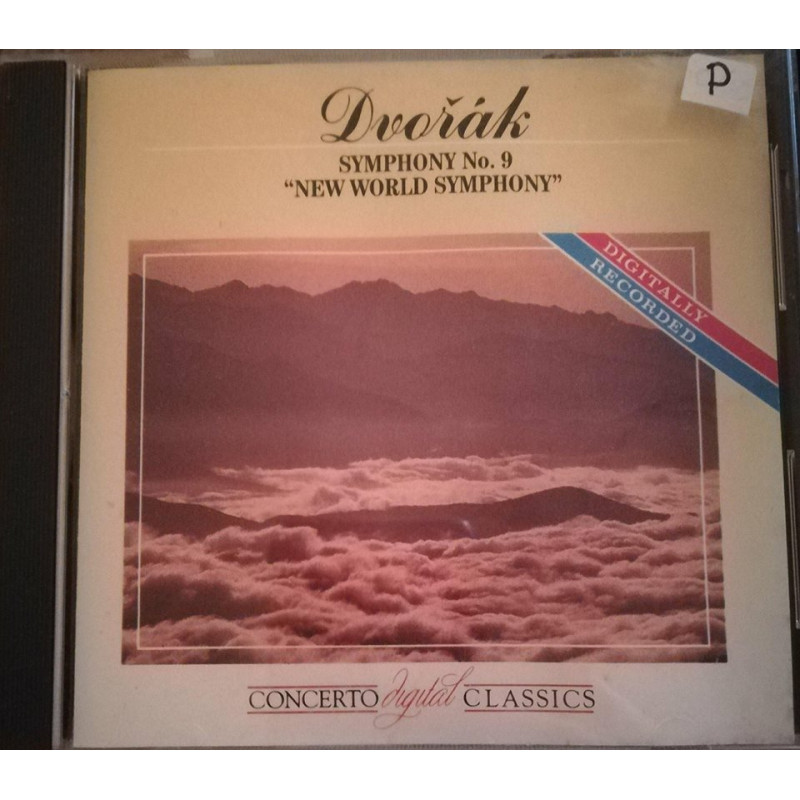 P
Dvořák
SYMPHONY No. 9
“NEW WORLD SYMPHONY”
DIGITALLY
RECORDED
CONCERTO digital CLASSICS